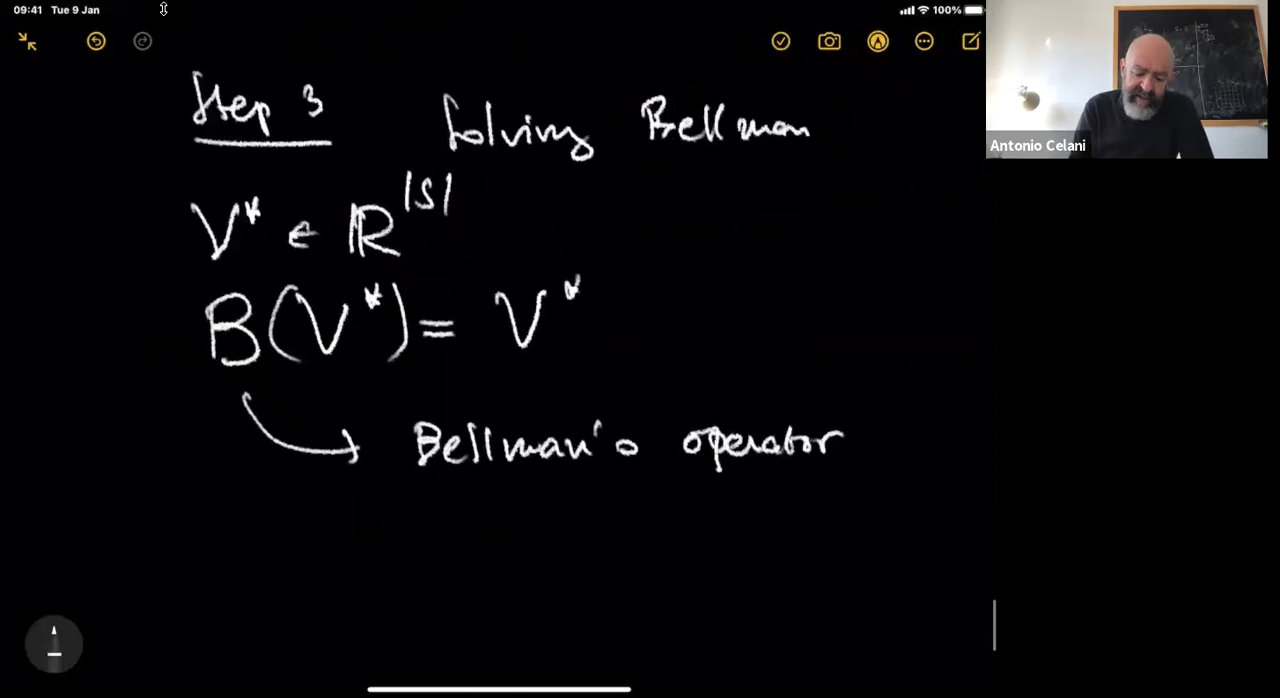 09:41 Tue 9 Jan
100%
Step 3 Solving Bellman
V* ∈ ℝ^|S|
B(V*) = V*
Bellman's operator
Antonio Celani